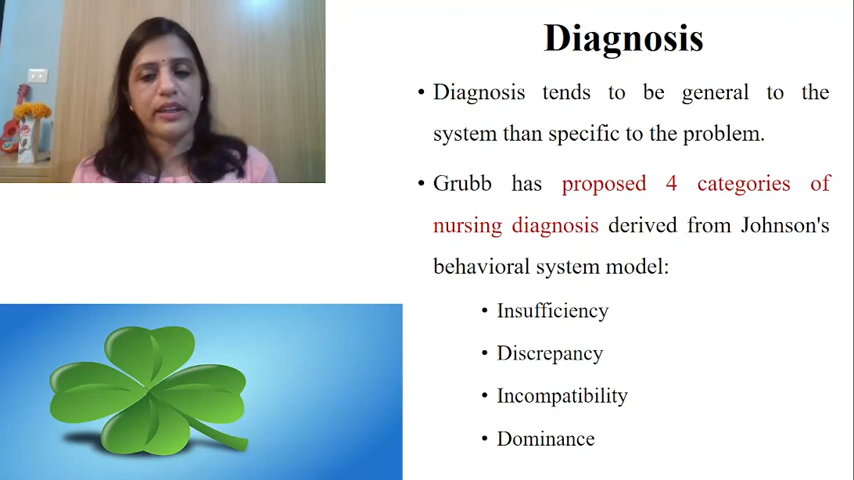 Diagnosis
• Diagnosis tends to be general to the
system than specific to the problem.
• Grubb has proposed 4 categories of
nursing diagnosis derived from Johnson's
behavioral system model:
• Insufficiency
• Discrepancy
• Incompatibility
• Dominance